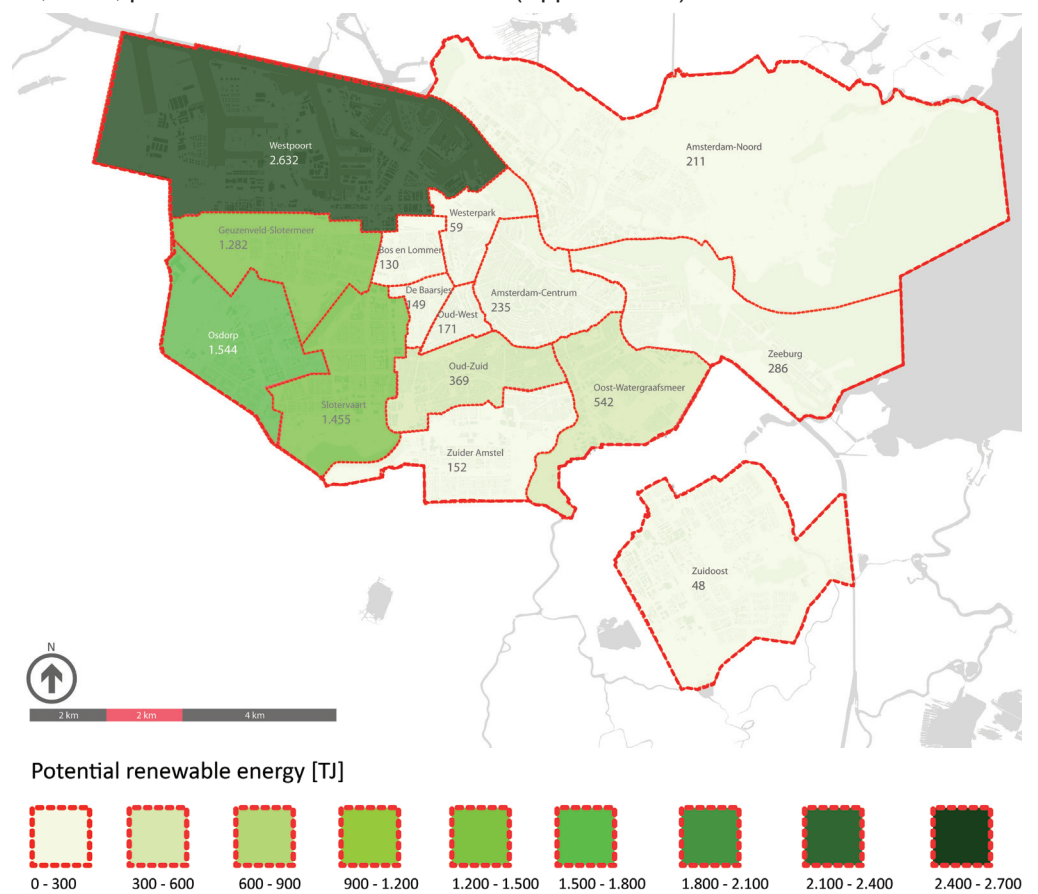 Westpoort
2.632
Amsterdam-Noord
211
Westerpark
59
Geuzenveld-Slotermeer
1.282
Bos en Lommer
130
De Baarsjes
149
Amsterdam-Centrum
235
Oud-West
171
Osdorp
1.544
Zeeburg
286
Oud-Zuid
369
Oost-Watergraafsmeer
542
Slotervaart
1.455
Zuider Amstel
152
Zuidoost
48
N
2 km 2 km 4 km
Potential renewable energy [TJ]
0 - 300 300 - 600 600 - 900 900 - 1.200 1.200 - 1.500 1.500 - 1.800 1.800 - 2.100 2.100 - 2.400 2.400 - 2.700